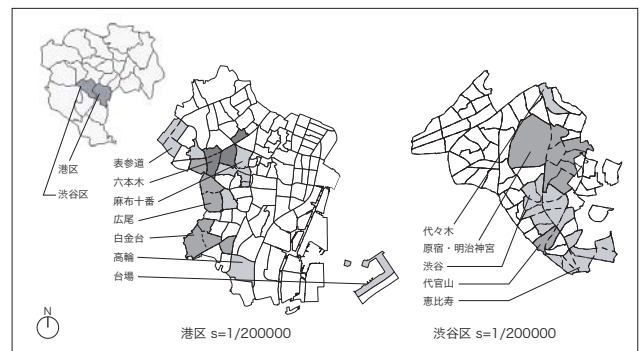 港区
渋谷区
表参道
六本木
麻布十番
広尾
白金台
高輪
台場
代々木
原宿・明治神宮
渋谷
代官山
恵比寿
N
港区 s=1/200000
渋谷区 s=1/200000